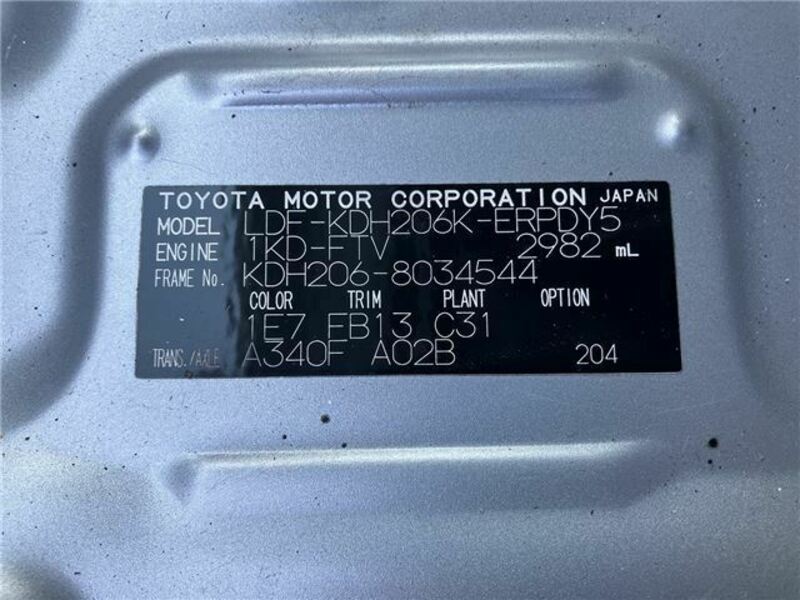 TOYOTA MOTOR CORPORATION JAPAN
MODEL LDF-KDH206K-ERPDY5
ENGINE 1KD-FTV 2982 mL
FRAME No. KDH206-8034544
COLOR TRIM PLANT OPTION
1E7 FB13 C31
TRANS./AXLE A340F A02B 204